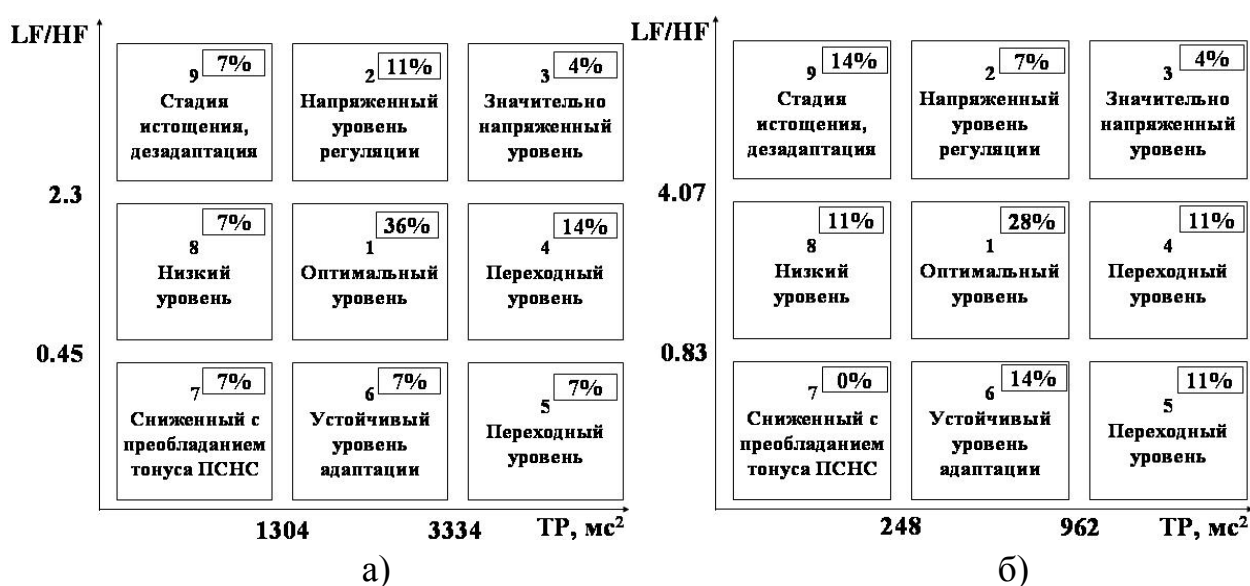 LF/HF
9 7%
Стадия
истощения,
дезадаптация
2 11%
Напряженный
уровень
регуляции
3 4%
Значительно
напряженный
уровень
2.3
8 7%
Низкий
уровень
1 36%
Оптимальный
уровень
4 14%
Переходный
уровень
0.45
7 7%
Сниженный с
преобладанием
тонуса ПСНС
6 7%
Устойчивый
уровень
адаптации
5 7%
Переходный
уровень
1304 3334 ТР, мс²
а)
LF/HF
9 14%
Стадия
истощения,
дезадаптация
2 7%
Напряженный
уровень
регуляции
3 4%
Значительно
напряженный
уровень
4.07
8 11%
Низкий
уровень
1 28%
Оптимальный
уровень
4 11%
Переходный
уровень
0.83
7 0%
Сниженный с
преобладанием
тонуса ПСНС
6 14%
Устойчивый
уровень
адаптации
5 11%
Переходный
уровень
248 962 ТР, мс²
б)